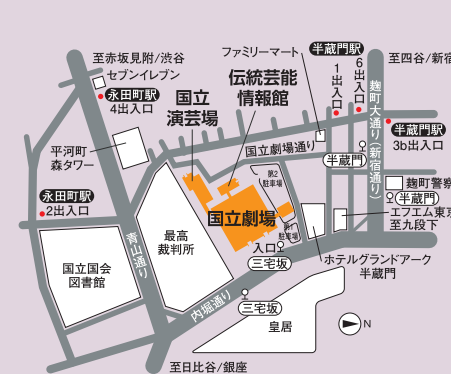 至赤坂見附/渋谷
セブンイレブン
永田町駅
4出入口
平河町
森タワー
永田町駅
2出入口
国立国会
図書館
青山通り
最高
裁判所
国立
演芸場
伝統芸能
情報館
ファミリーマート
半蔵門駅
1出入口
6出入口
至四谷/新宿
麹町大通り(新宿通り)
半蔵門駅
3b出入口
国立劇場通り
半蔵門
麹町警察
半蔵門
エフエム東京
至九段下
第2
駐車場
国立劇場
第1
駐車場
入口
三宅坂
ホテルグランドアーク
半蔵門
内堀通り
三宅坂
皇居
N
至日比谷/銀座